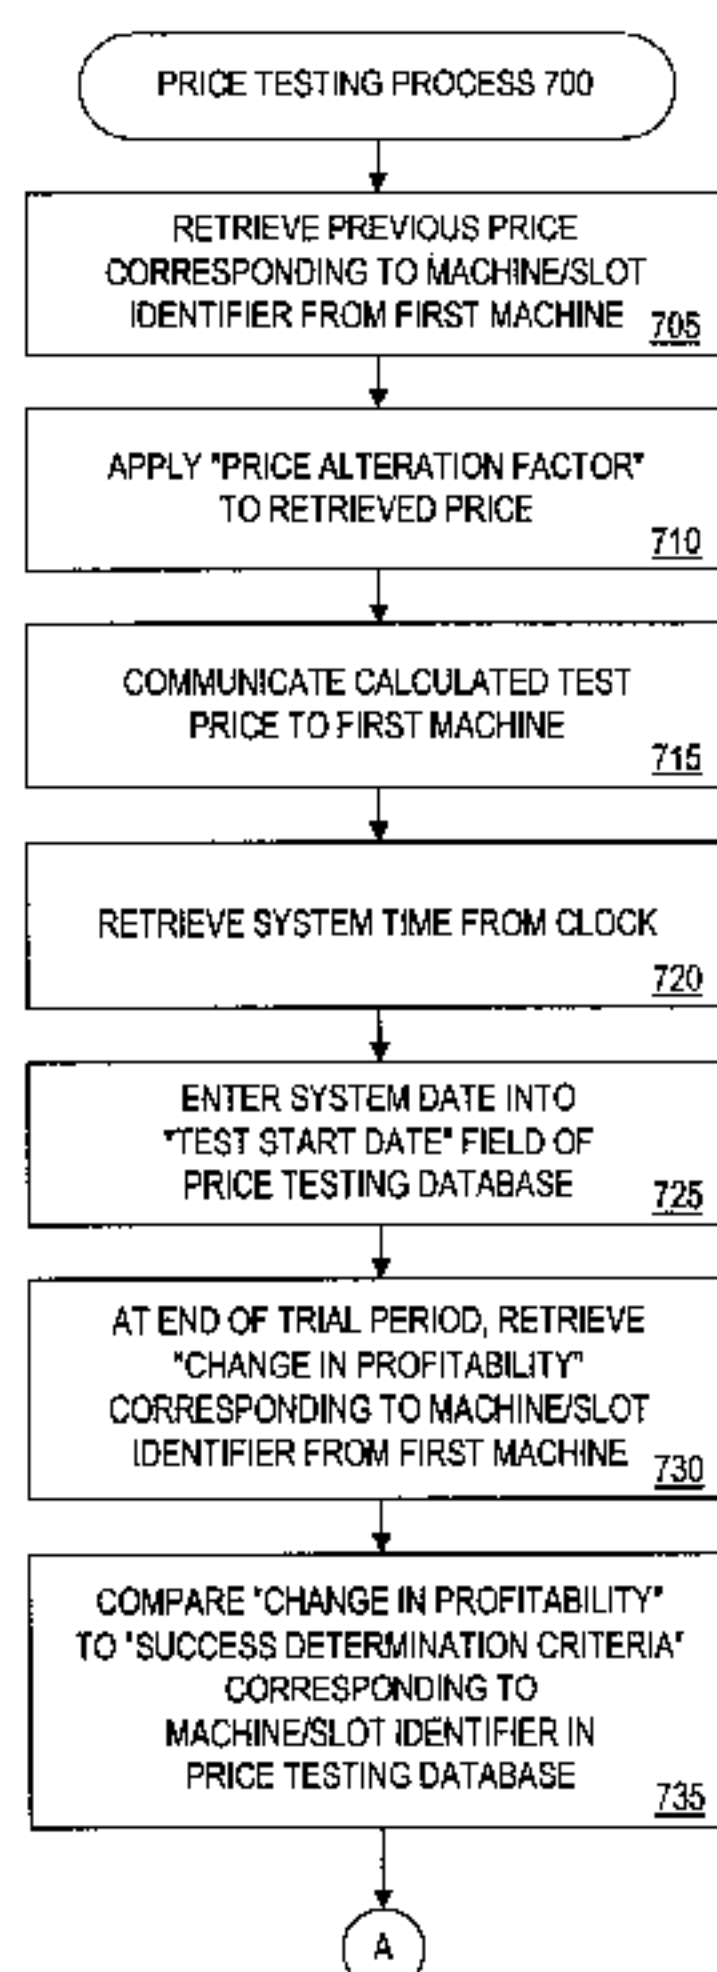 PRICE TESTING PROCESS 700
RETRIEVE PREVIOUS PRICE
CORRESPONDING TO MACHINE/SLOT
IDENTIFIER FROM FIRST MACHINE
705
APPLY "PRICE ALTERATION FACTOR"
TO RETRIEVED PRICE
710
COMMUNICATE CALCULATED TEST
PRICE TO FIRST MACHINE
715
RETRIEVE SYSTEM TIME FROM CLOCK
720
ENTER SYSTEM DATE INTO
"TEST START DATE" FIELD OF
PRICE TESTING DATABASE
725
AT END OF TRIAL PERIOD, RETRIEVE
"CHANGE IN PROFITABILITY"
CORRESPONDING TO MACHINE/SLOT
IDENTIFIER FROM FIRST MACHINE
730
COMPARE "CHANGE IN PROFITABILITY"
TO "SUCCESS DETERMINATION CRITERIA"
CORRESPONDING TO
MACHINE/SLOT IDENTIFIER IN
PRICE TESTING DATABASE
735
A